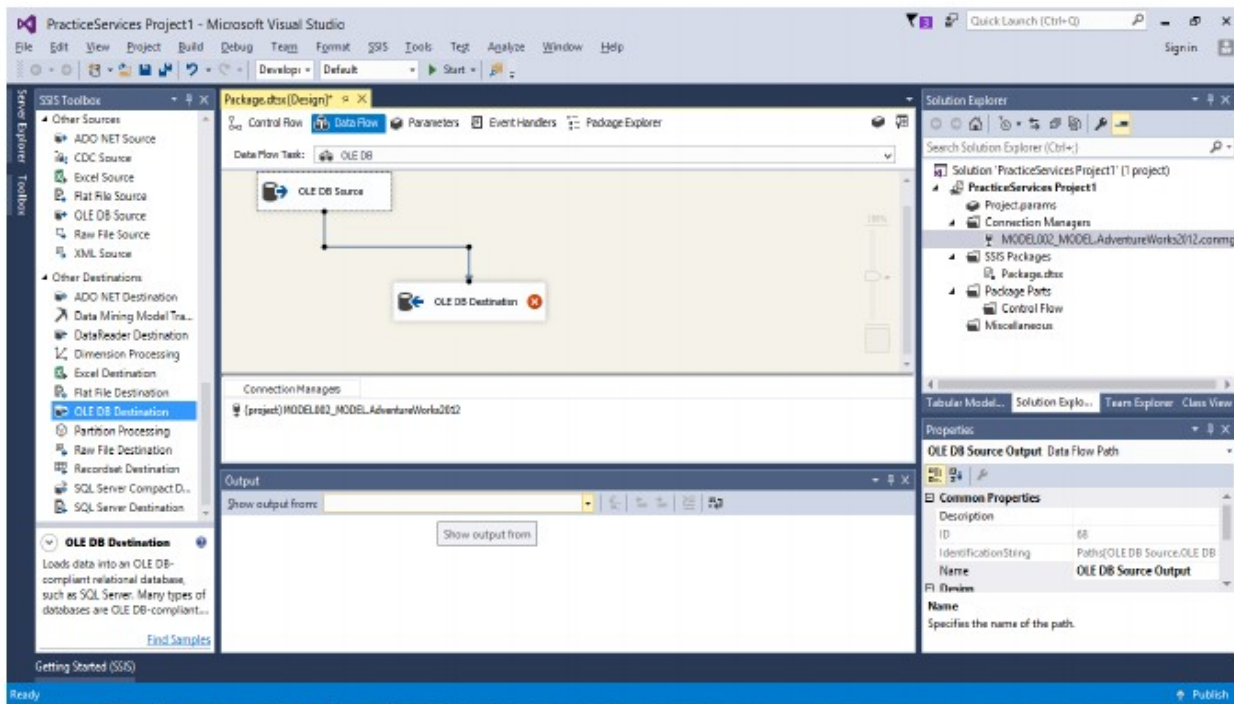 PracticeServices Project1 - Microsoft Visual Studio
3
Quick Launch (Ctrl+Q)
File Edit View Project Build Debug Team Format SSIS Tools Test Analyze Window Help
Sign in
Develop Default Start
Server Explorer
Toolbox
SSIS Toolbox
Other Sources
ADO NET Source
CDC Source
Excel Source
Flat File Source
OLE DB Source
Raw File Source
XML Source
Other Destinations
ADO NET Destination
Data Mining Model Tra...
DataReader Destination
Dimension Processing
Excel Destination
Flat File Destination
OLE DB Destination
Partition Processing
Raw File Destination
Recordset Destination
SQL Server Compact D...
SQL Server Destination
OLE DB Destination
Loads data into an OLE DB-
compliant relational database,
such as SQL Server. Many types of
databases are OLE DB-compliant....
Find Samples
Package.dtsx [Design]*
Control Flow Data Flow Parameters Event Handlers Package Explorer
Data Flow Task: OLE DB
OLE DB Source
100%
OLE DB Destination
Connection Managers
(project) MODEL002_MODEL.AdventureWorks2012
Output
Show output from:
Show output from
Solution Explorer
Search Solution Explorer (Ctrl+;)
Solution 'PracticeServices Project1' (1 project)
PracticeServices Project1
Project.params
Connection Managers
MODEL002_MODEL.AdventureWorks2012.conmg
SSIS Packages
Package.dtsx
Package Parts
Control Flow
Miscellaneous
Tabular Model... Solution Explo... Team Explorer Class View
Properties
OLE DB Source Output Data Flow Path
Common Properties
Description
ID 68
IdentificationString Paths[OLE DB Source.OLE DB
Name OLE DB Source Output
Design
Name
Specifies the name of the path.
Getting Started (SSIS)
Ready
Publish